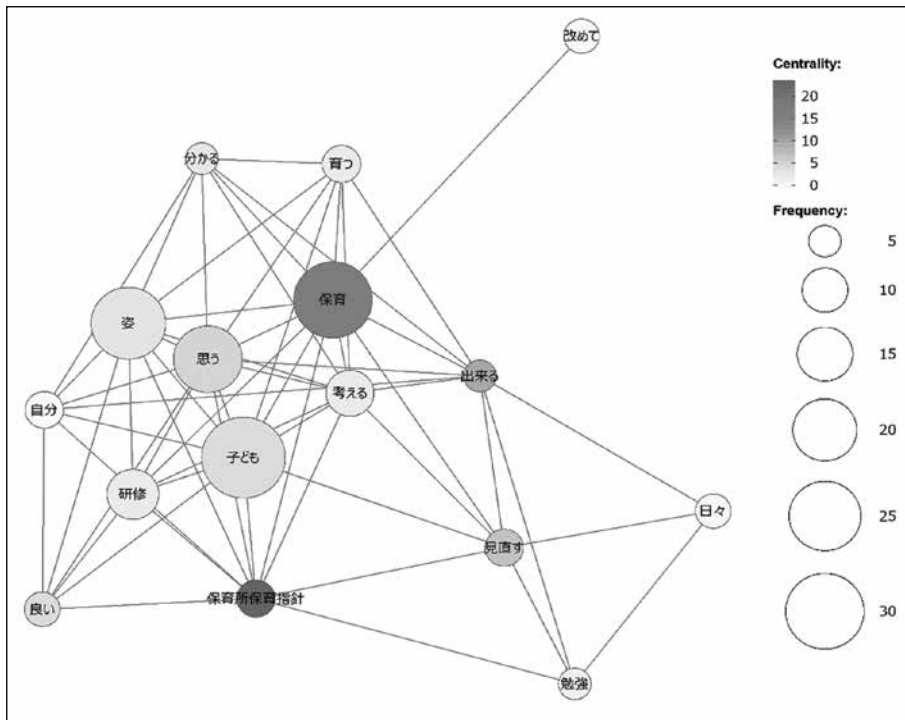 改めて
Centrality:
20
15
10
5
0
分かる
育つ
Frequency:
5
保育
10
姿
15
思う
出来る
考える
自分
20
子ども
研修
日々
25
見直す
保育所保育指針
良い
30
勉強